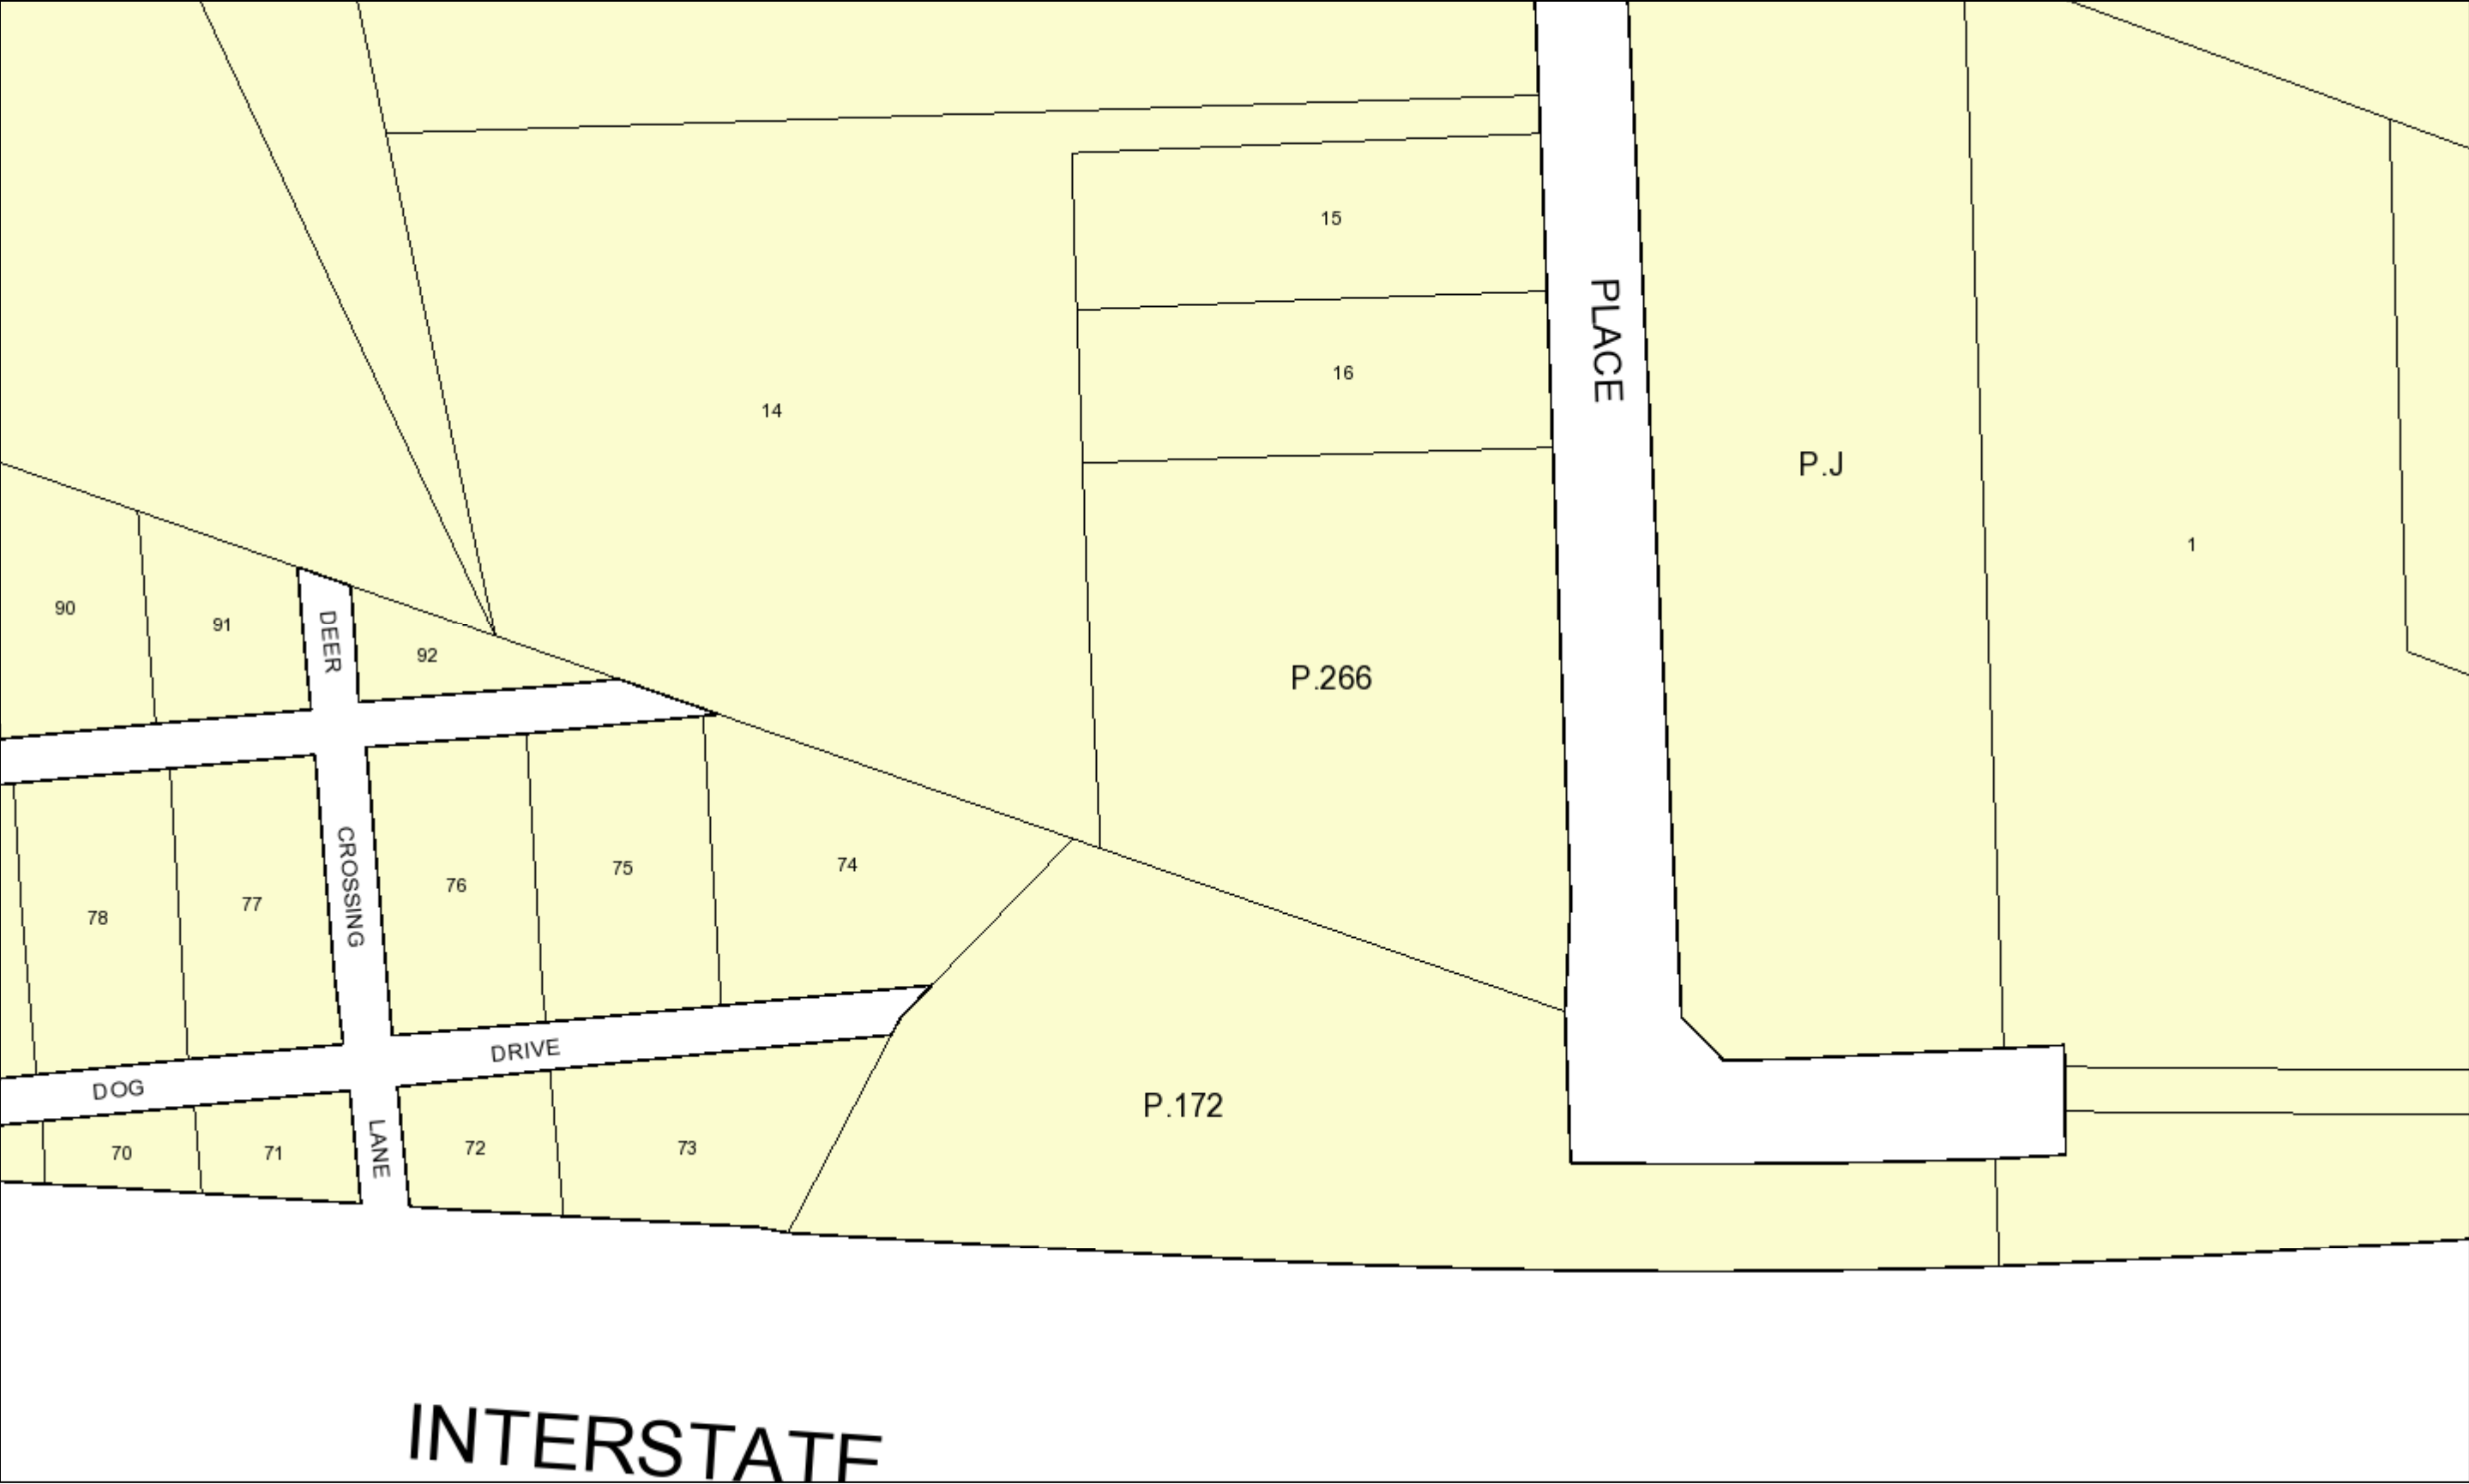 15
PLACE
16
14
P.J
1
90
91
DEER
92
P.266
78
77
CROSSING
76
75
74
DOG
DRIVE
P.172
70
71
LANE
72
73
INTERSTATE